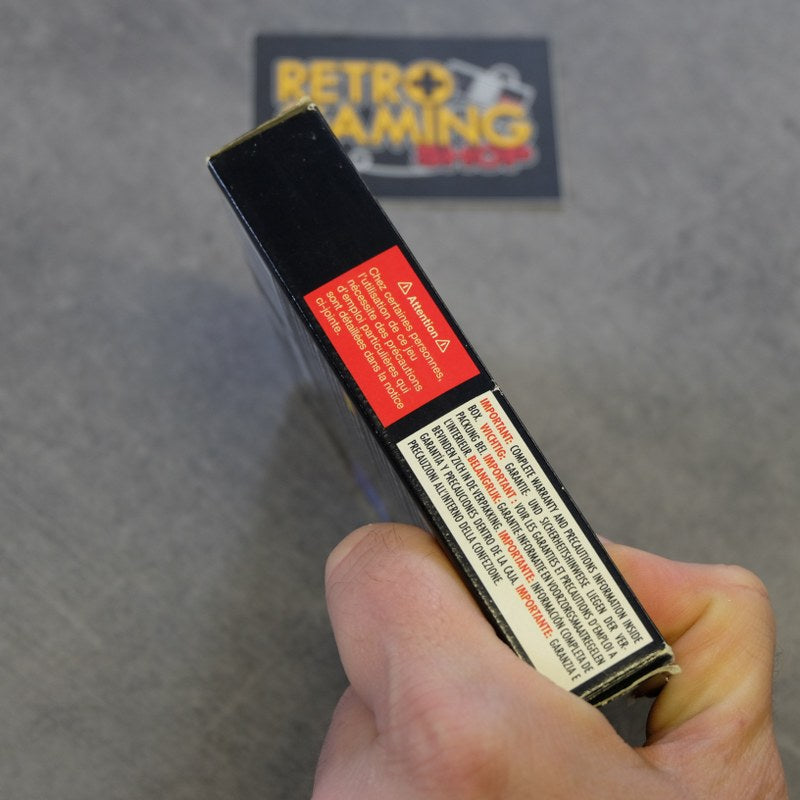 RETRO
GAMING
SHOP
⚠ Attention ⚠
Chez certaines personnes,
l'utilisation de ce jeu
nécessite des précautions
d'emploi particulières qui
sont détaillées dans la notice
ci-jointe.
IMPORTANT: COMPLETE WARRANTY AND PRECAUTIONS INFORMATION INSIDE
BOX. WICHTIG: GARANTIE- UND SICHERHEITSHINWEISE LIEGEN DER VER-
PACKUNG BEI. IMPORTANT : VOIR LES GARANTIES ET PRECAUTIONS D'EMPLOI A
L'INTERIEUR. BELANGRIJK: GARANTIE-INFORMATIE EN VOORZORGSMAATREGELEN
BEVINDEN ZICH IN DE VERPAKKING. IMPORTANTE: INFORMACIÓN COMPLETA DE
GARANTIA Y PRECAUCIONES DENTRO DE LA CAJA. IMPORTANTE: GARANZIA E
PRECAUZIONI ALL'INTERNO DELLA CONFEZIONE.